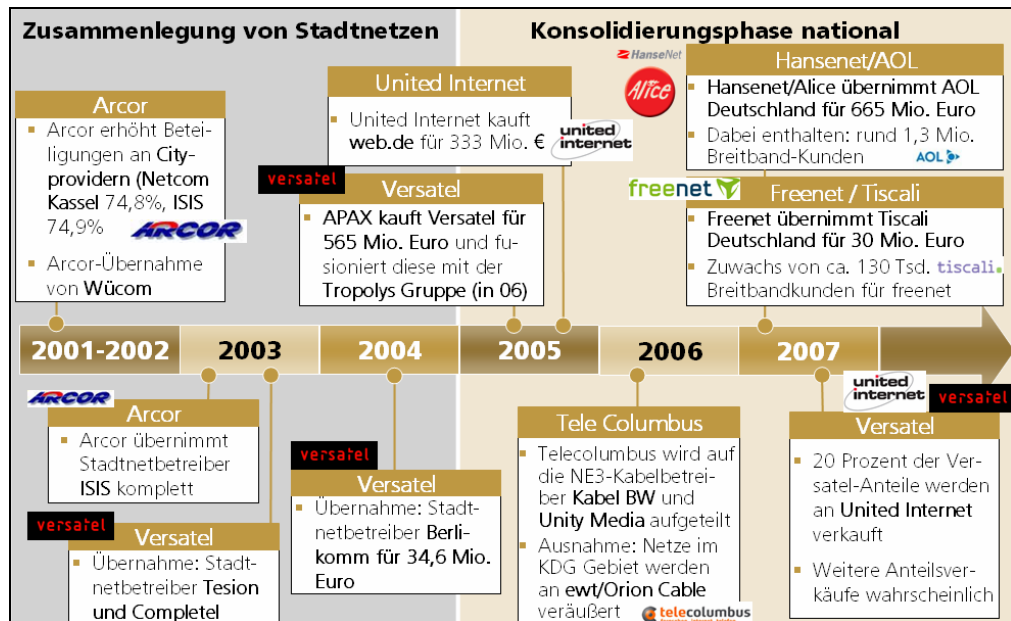 Zusammenlegung von Stadtnetzen
Konsolidierungsphase national
Arcor
▪ Arcor erhöht Betei-
ligungen an City-
providern (Netcom
Kassel 74,8%, ISIS
74,9%
ARCOR
▪ Arcor-Übernahme
von Wücom
United Internet
▪ United Internet kauft
web.de für 333 Mio. €
united
internet
versatel
Versatel
▪ APAX kauft Versatel für
565 Mio. Euro und fu-
sioniert diese mit der
Tropolys Gruppe (in 06)
HanseNet
Alice
Hansenet/AOL
▪ Hansenet/Alice übernimmt AOL
Deutschland für 665 Mio. Euro
▪ Dabei enthalten: rund 1,3 Mio.
Breitband-Kunden
AOL
freenet
Freenet / Tiscali
▪ Freenet übernimmt Tiscali
Deutschland für 30 Mio. Euro
▪ Zuwachs von ca. 130 Tsd.
Breitbandkunden für freenet
tiscali.
2001-2002
2003
2004
2005
2006
2007
ARCOR
Arcor
▪ Arcor übernimmt
Stadtnetbetreiber
ISIS komplett
versatel
Versatel
▪ Übernahme: Stadt-
netbetreiber Tesion
und Completel
versatel
Versatel
▪ Übernahme: Stadt-
netbetreiber Berli-
komm für 34,6 Mio.
Euro
Tele Columbus
▪ Telecolumbus wird auf
die NE3-Kabelbetrei-
ber Kabel BW und
Unity Media aufgeteilt
▪ Ausnahme: Netze im
KDG Gebiet werden
an ewt/Orion Cable
veräußert
telecolumbus
united
internet
versatel
Versatel
▪ 20 Prozent der Ver-
satel-Anteile werden
an United Internet
verkauft
▪ Weitere Anteilsver-
käufe wahrscheinlich